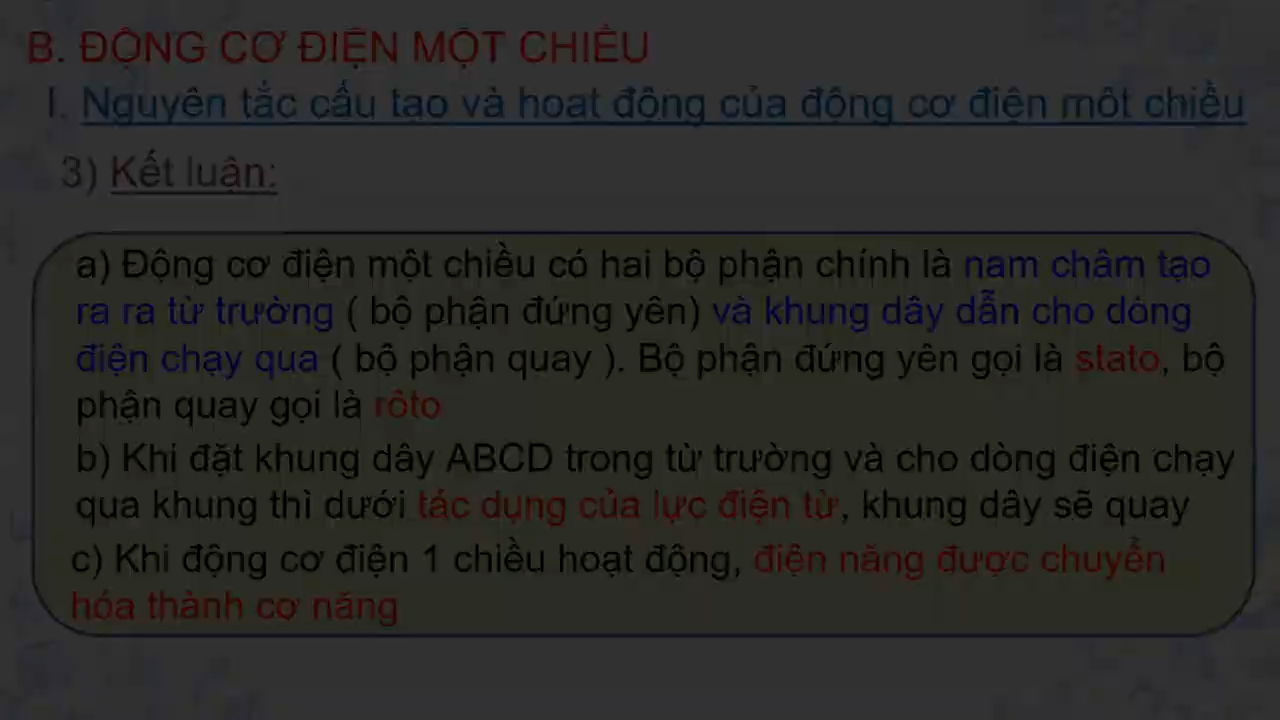 B. ĐỘNG CƠ ĐIỆN MỘT CHIỀU
I. Nguyên tắc cấu tạo và hoạt động của động cơ điện một chiều
3) Kết luận:
a) Động cơ điện một chiều có hai bộ phận chính là nam châm tạo
ra ra từ trường ( bộ phận đứng yên) và khung dây dẫn cho dòng
điện chạy qua ( bộ phận quay ). Bộ phận đứng yên gọi là stato, bộ
phận quay gọi là rôto
b) Khi đặt khung dây ABCD trong từ trường và cho dòng điện chạy
qua khung thì dưới tác dụng của lực điện từ, khung dây sẽ quay
c) Khi động cơ điện 1 chiều hoạt động, điện năng được chuyển
hóa thành cơ năng